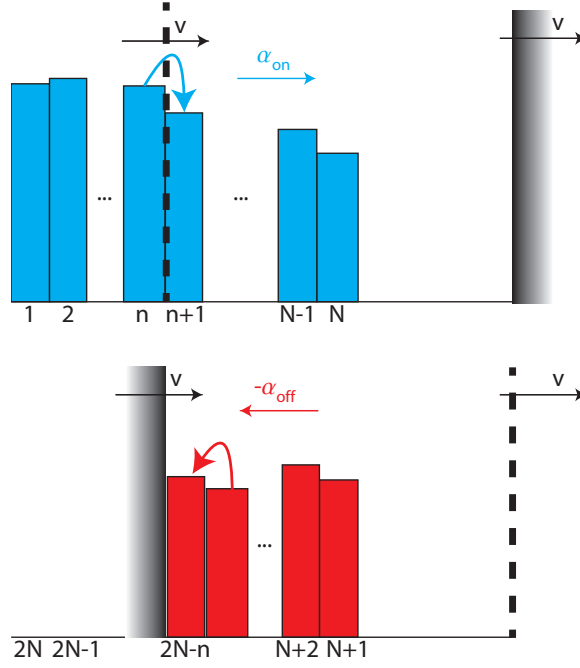 v
α_on
...
...
1 2 n n+1 N-1 N
v
v
-α_off
v
...
2N 2N-1 2N-n N+2 N+1